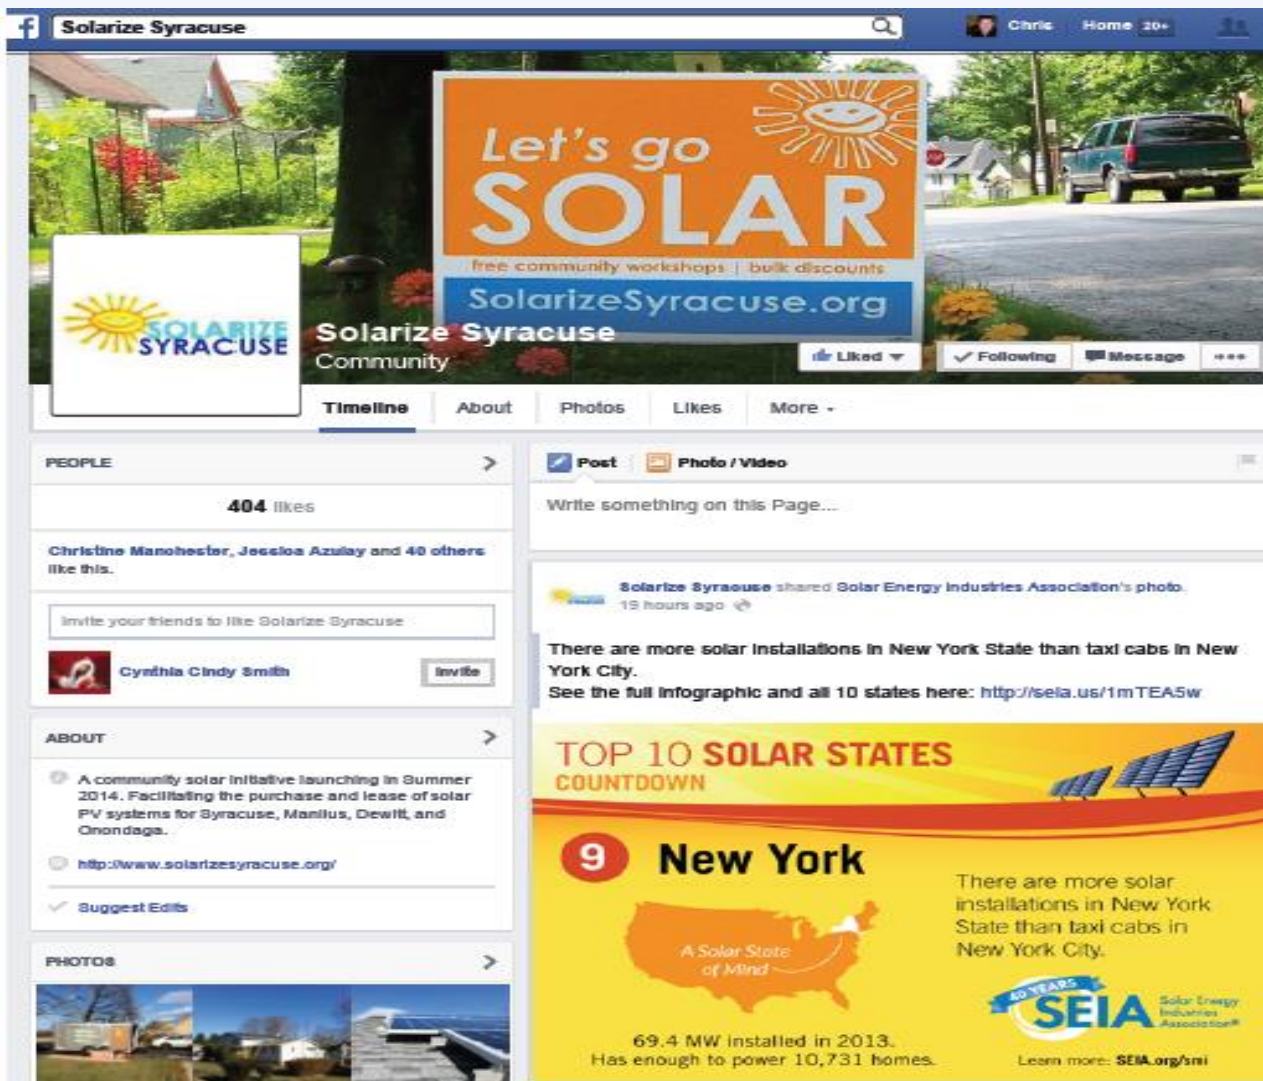 Solarize Syracuse
Chris
Home 20+
Let's go
SOLAR
free community workshops | bulk discounts
SolarizeSyracuse.org
SOLARIZE
SYRACUSE
Solarize Syracuse
Community
Liked
Following
Message
Timeline
About
Photos
Likes
More
PEOPLE
404 likes
Christine Manchester, Jessica Azulay and 40 others
like this.
Invite your friends to like Solarize Syracuse
Cynthia Cindy Smith
Invite
ABOUT
A community solar initiative launching in Summer
2014. Facilitating the purchase and lease of solar
PV systems for Syracuse, Manlius, Dewitt, and
Onondaga.
http://www.solarizesyracuse.org/
Suggest Edits
PHOTOS
Post
Photo / Video
Write something on this Page...
Solarize Syracuse shared Solar Energy Industries Association's photo.
19 hours ago
There are more solar installations in New York State than taxi cabs in New
York City.
See the full infographic and all 10 states here: http://seia.us/1mTEA5w
TOP 10 SOLAR STATES
COUNTDOWN
9 New York
A Solar State
of Mind
There are more solar
installations in New York
State than taxi cabs in
New York City.
69.4 MW installed in 2013.
Has enough to power 10,731 homes.
40 YEARS
SEIA
Solar Energy
Industries
Association®
Learn more: SEIA.org/smi